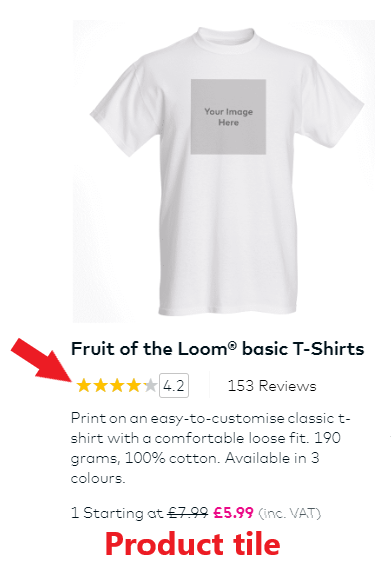 Your Image
Here
Fruit of the Loom® basic T-Shirts
4.2 153 Reviews
Print on an easy-to-customise classic t-
shirt with a comfortable loose fit. 190
grams, 100% cotton. Available in 3
colours.
1 Starting at £7.99 £5.99 (inc. VAT)
Product tile